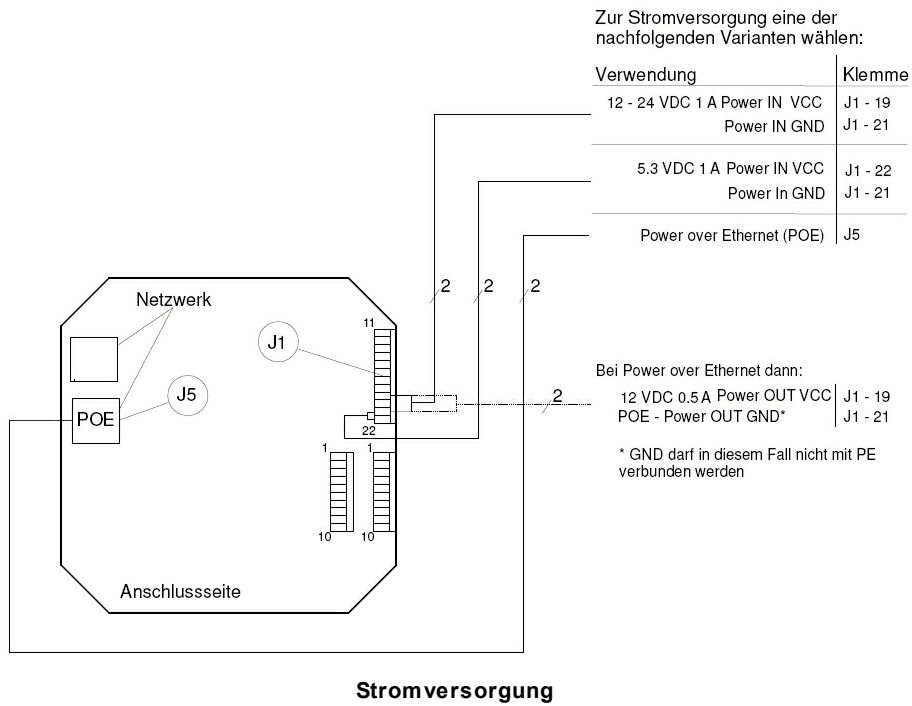 Zur Stromversorgung eine der
nachfolgenden Varianten wählen:
Verwendung Klemme
12 - 24 VDC 1 A Power IN VCC J1 - 19
Power IN GND J1 - 21
5.3 VDC 1 A Power IN VCC J1 - 22
Power In GND J1 - 21
Power over Ethernet (POE) J5
2 2 2
Netzwerk
11
J1
J5
POE
22
Bei Power over Ethernet dann:
2
12 VDC 0.5 A Power OUT VCC J1 - 19
POE - Power OUT GND* J1 - 21
* GND darf in diesem Fall nicht mit PE
verbunden werden
1 1
10 10
Anschlussseite
Stromversorgung